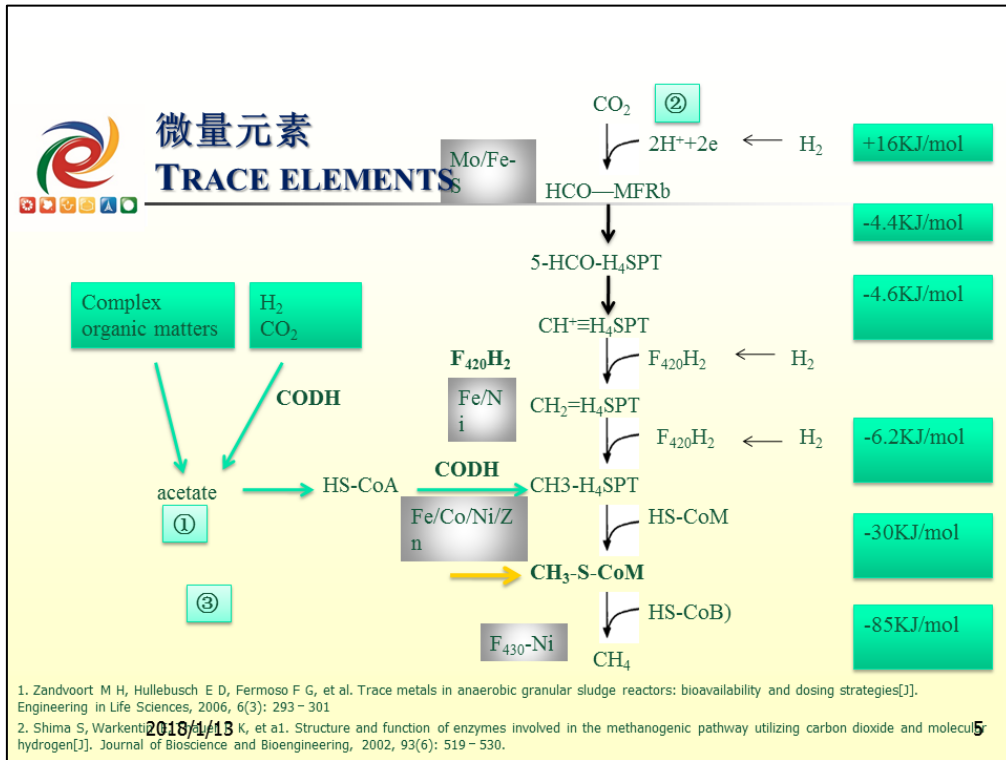 微量元素
TRACE ELEMENTS
Mo/Fe-
S
CO₂
②
2H⁺+2e
H₂
+16KJ/mol
HCO—MFRb
-4.4KJ/mol
5-HCO-H₄SPT
-4.6KJ/mol
Complex
organic matters
H₂
CO₂
CH⁺≡H₄SPT
F₄₂₀H₂
F₄₂₀H₂
H₂
CODH
Fe/N
i
CH₂=H₄SPT
F₄₂₀H₂
H₂
-6.2KJ/mol
acetate
①
HS-CoA
CODH
CH3-H₄SPT
Fe/Co/Ni/Z
n
HS-CoM
-30KJ/mol
CH₃-S-CoM
③
HS-CoB)
-85KJ/mol
F₄₃₀-Ni
CH₄
1. Zandvoort M H, Hullebusch E D, Fermoso F G, et al. Trace metals in anaerobic granular sludge reactors: bioavailability and dosing strategies[J].
Engineering in Life Sciences, 2006, 6(3): 293－301
2. Shima S, Warkentin K, et a1. Structure and function of enzymes involved in the methanogenic pathway utilizing carbon dioxide and molecular
hydrogen[J]. Journal of Bioscience and Bioengineering, 2002, 93(6): 519－530.
2018/1/13
5